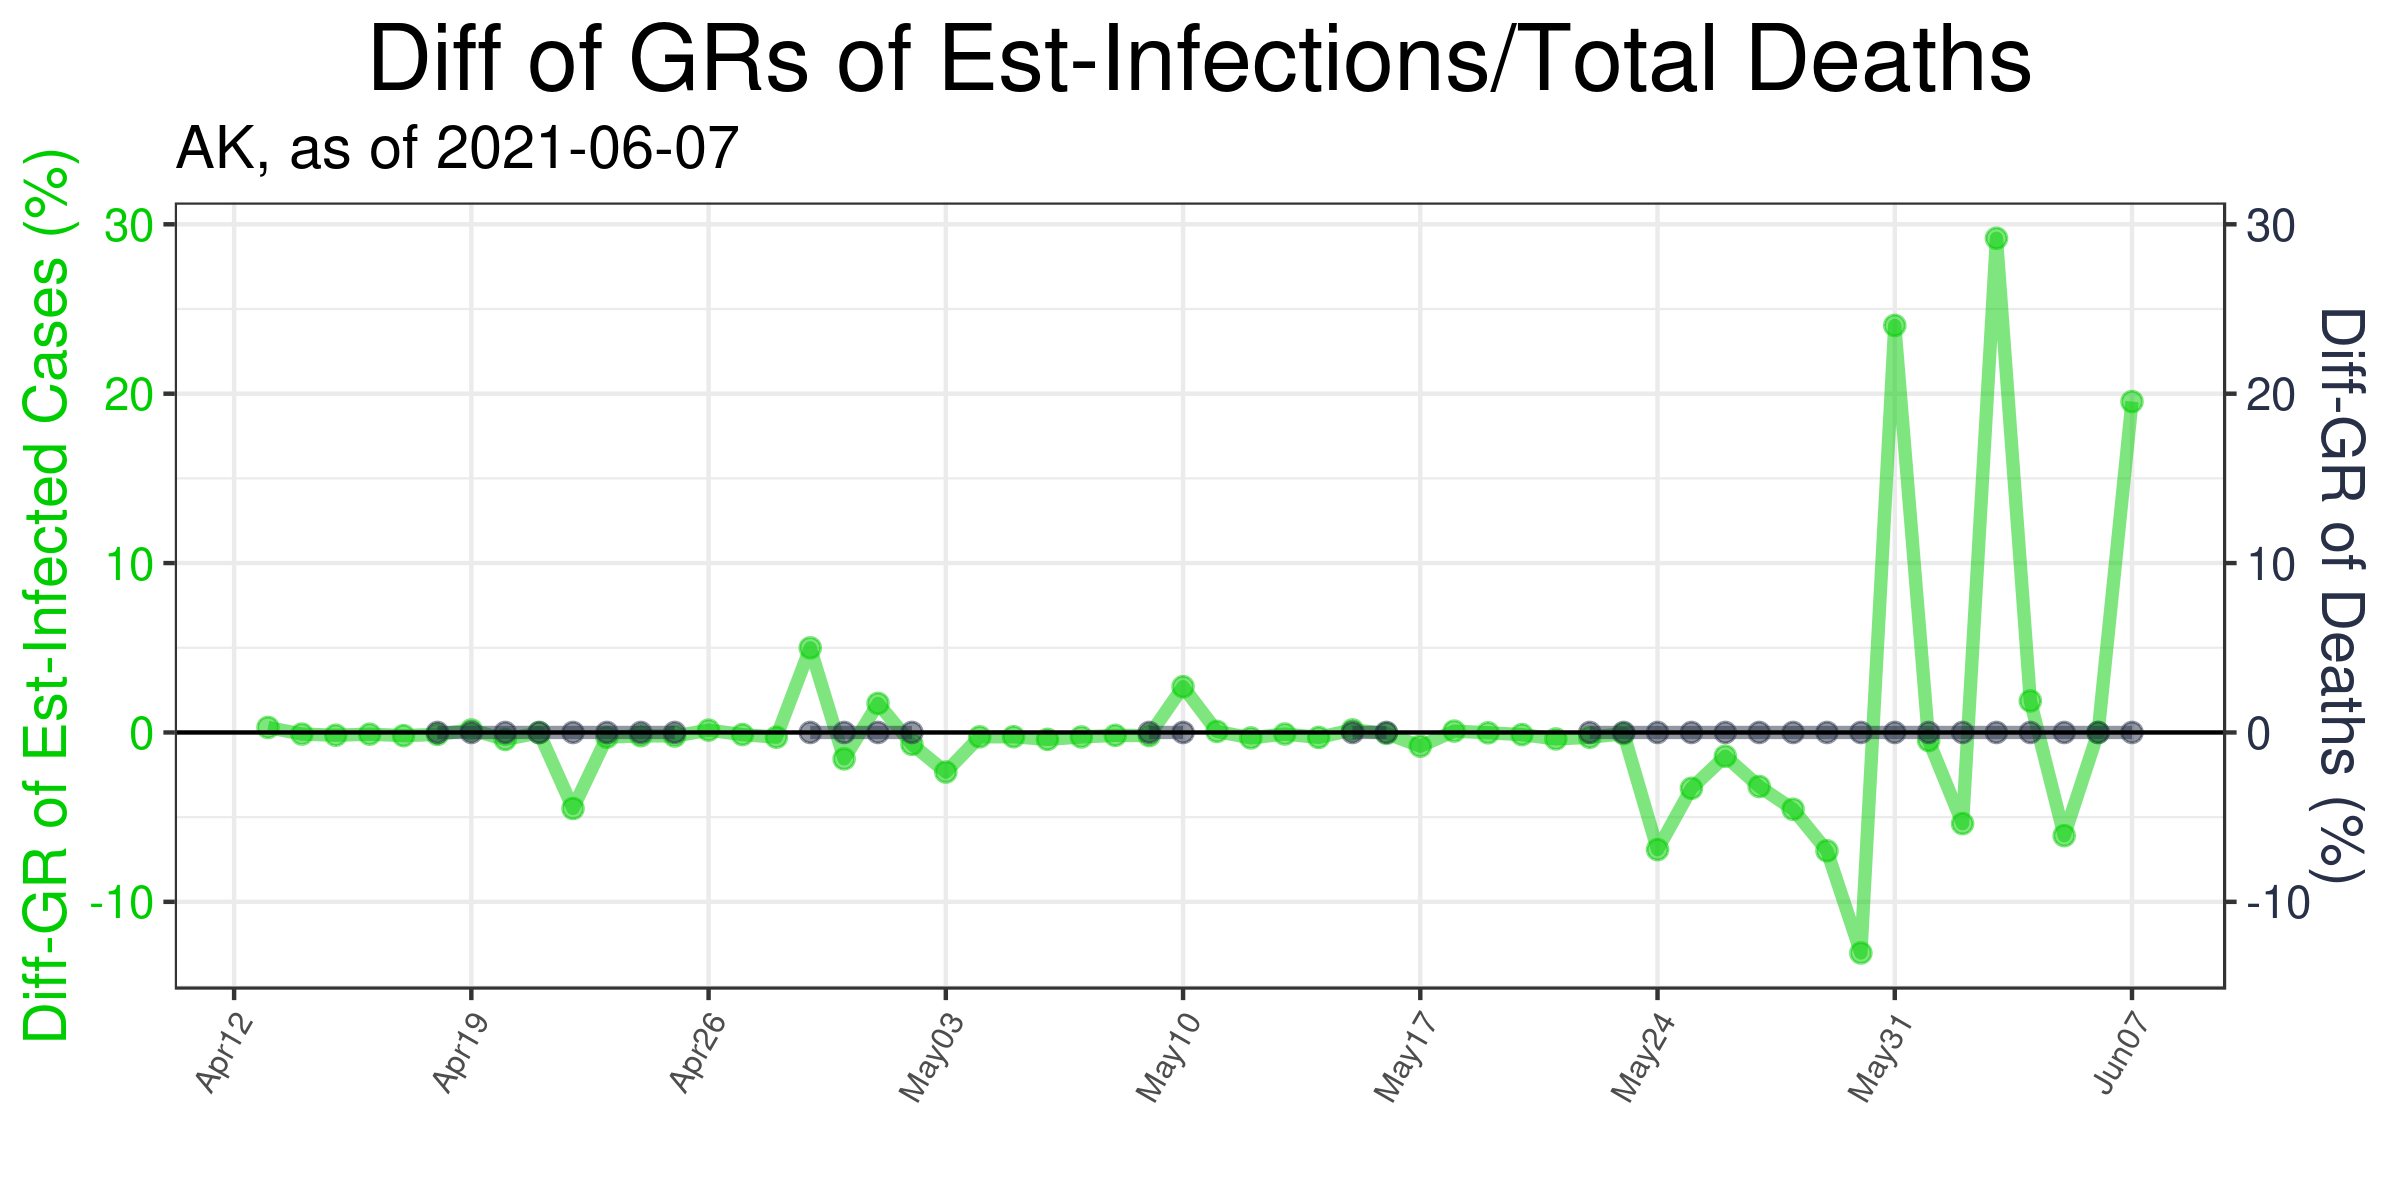 Diff of GRs of Est-Infections/Total Deaths
AK, as of 2021-06-07
Diff-GR of Est-Infected Cases (%)
30
20
10
0
-10
30
20
10
0
-10
Diff-GR of Deaths (%)
Apr12
Apr19
Apr26
May03
May10
May17
May24
May31
Jun07